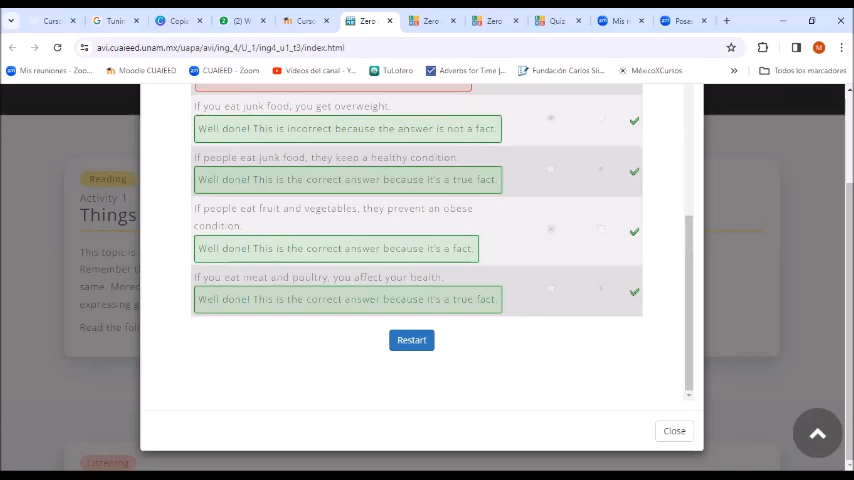 Curso
Tunin
Copia
(2) W
Curso
Zero
Zero
Zero
Quiz
Mis r
Posa
avi.cuaieed.unam.mx/uapa/avi/ing_4/U_1/ing4_u1_t3/index.html
M
Mis reuniones - Zoo...
Moodle CUAIEED
CUAIEED - Zoom
Vídeos del canal - Y...
TuLotero
Adverbs for Time |...
Fundación Carlos Sli...
MéxicoXCursos
Todos los marcadores
If you eat junk food, you get overweight.
Well done! This is incorrect because the answer is not a fact.
If people eat junk food, they keep a healthy condition.
Well done! This is the correct answer because it's a true fact.
If people eat fruit and vegetables, they prevent an obese
condition.
Well done! This is the correct answer because it's a fact.
If you eat meat and poultry, you affect your health.
Well done! This is the correct answer because it's a true fact.
Restart
Close
Reading
Activity 1
Things
This topic is
Remember th
same. Moreo
expressing g
Read the foll
Listening